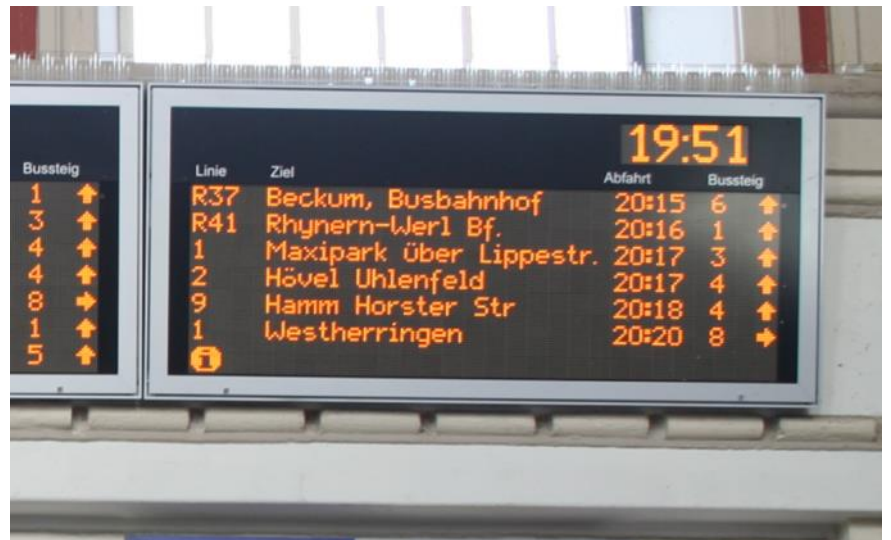 19:51
Bussteig
1 ↑
3 ↑
4 ↑
4 ↑
8 →
1 ↑
5 ↑
Linie Ziel Abfahrt Bussteig
R37 Beckum, Busbahnhof 20:15 6 ↑
R41 Rhynern-Werl Bf. 20:16 1 ↑
1 Maxipark über Lippestr. 20:17 3 ↑
2 Hövel Uhlenfeld 20:17 4 ↑
9 Hamm Horster Str 20:18 4 ↑
1 Westherringen 20:20 8 →
i